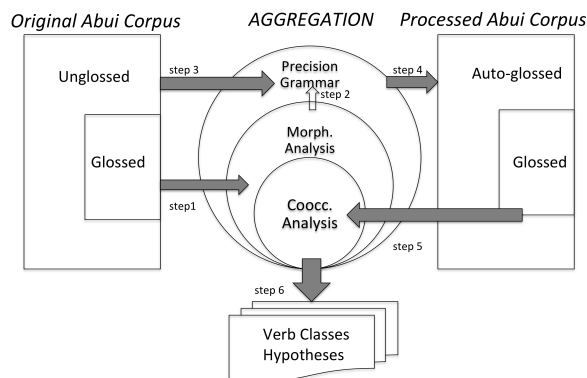 Original Abui Corpus
AGGREGATION
Processed Abui Corpus
Unglossed
Glossed
step 3
Precision
Grammar
step 2
step 4
Auto-glossed
Glossed
Morph.
Analysis
step1
Coocc.
Analysis
step 5
step 6
Verb Classes
Hypotheses